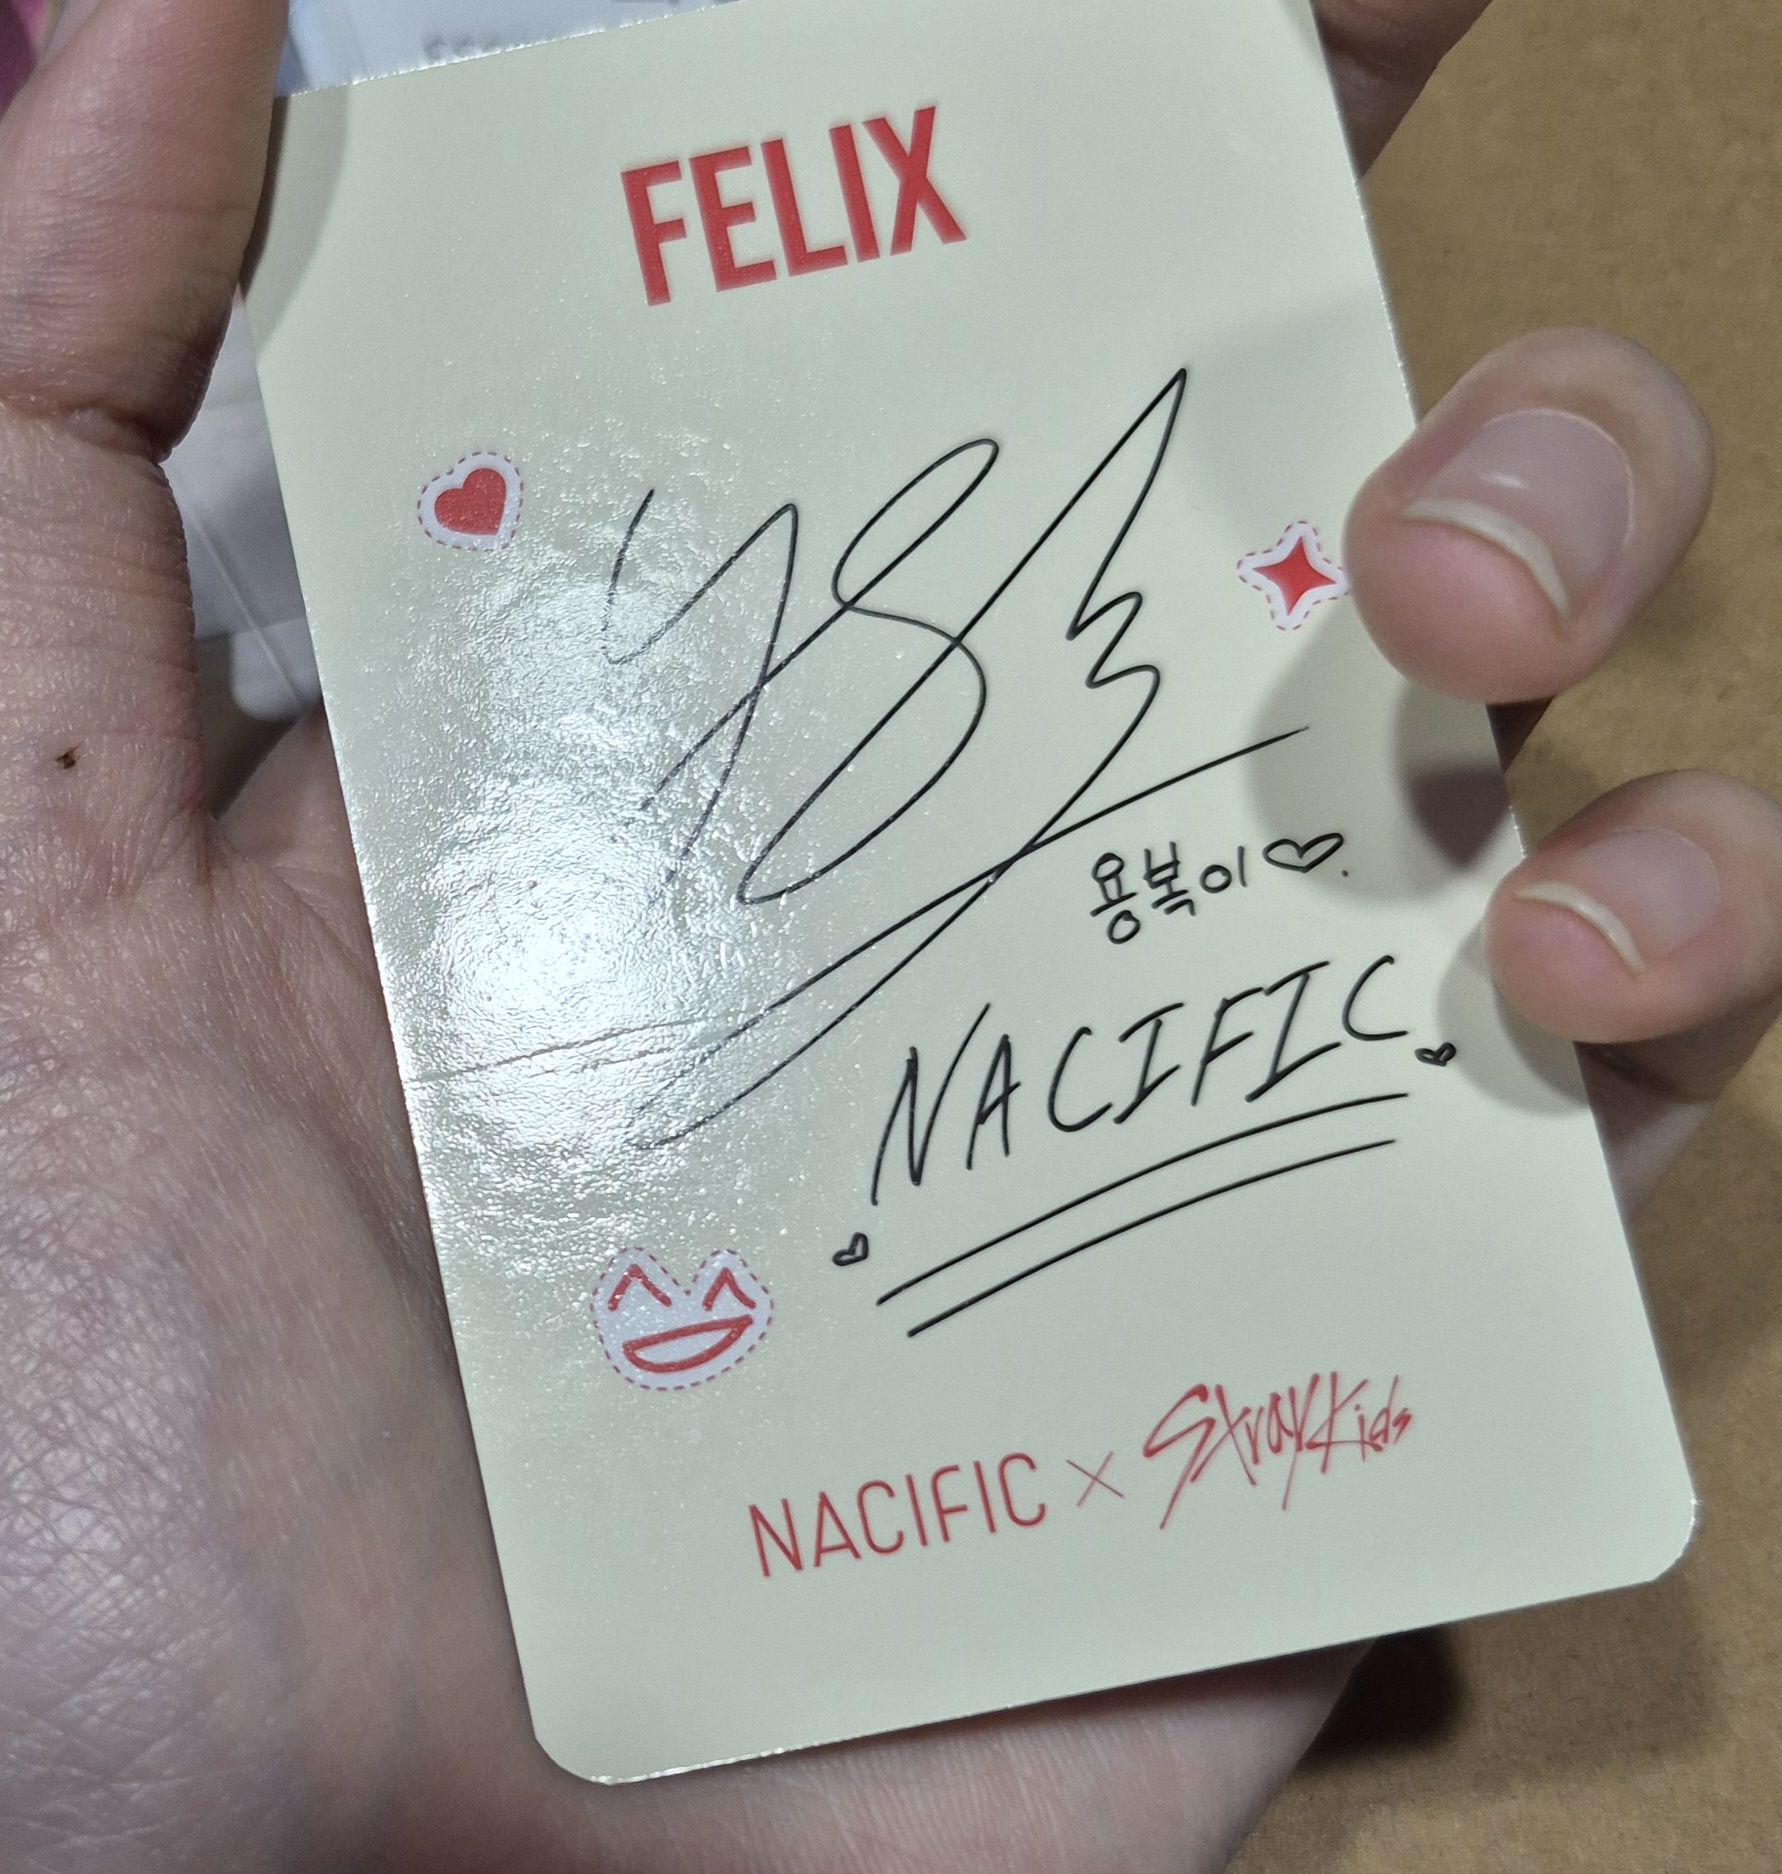 FELIX
용복이♡.
NACIFIC
NACIFIC × StrayKids